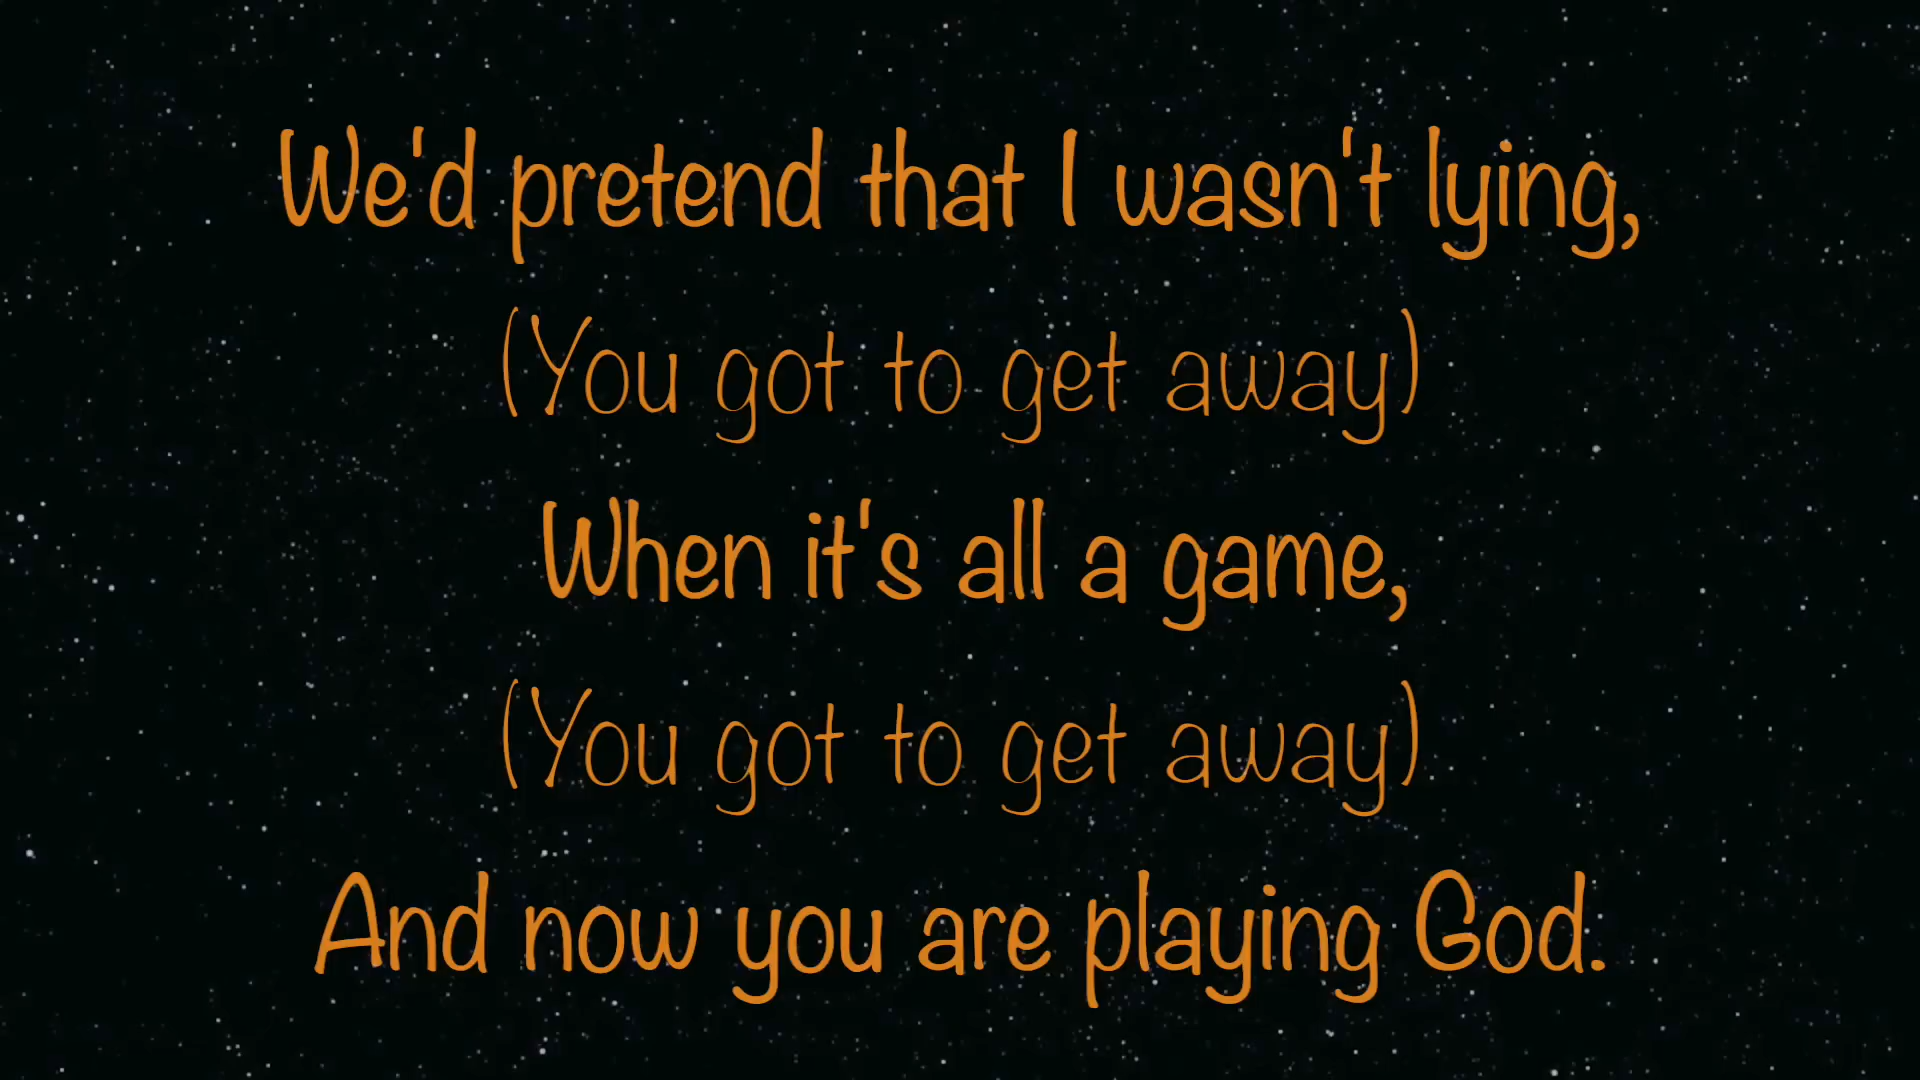 We'd pretend that I wasn't lying,
(You got to get away)
When it's all a game,
(You got to get away)
And now you are playing God.